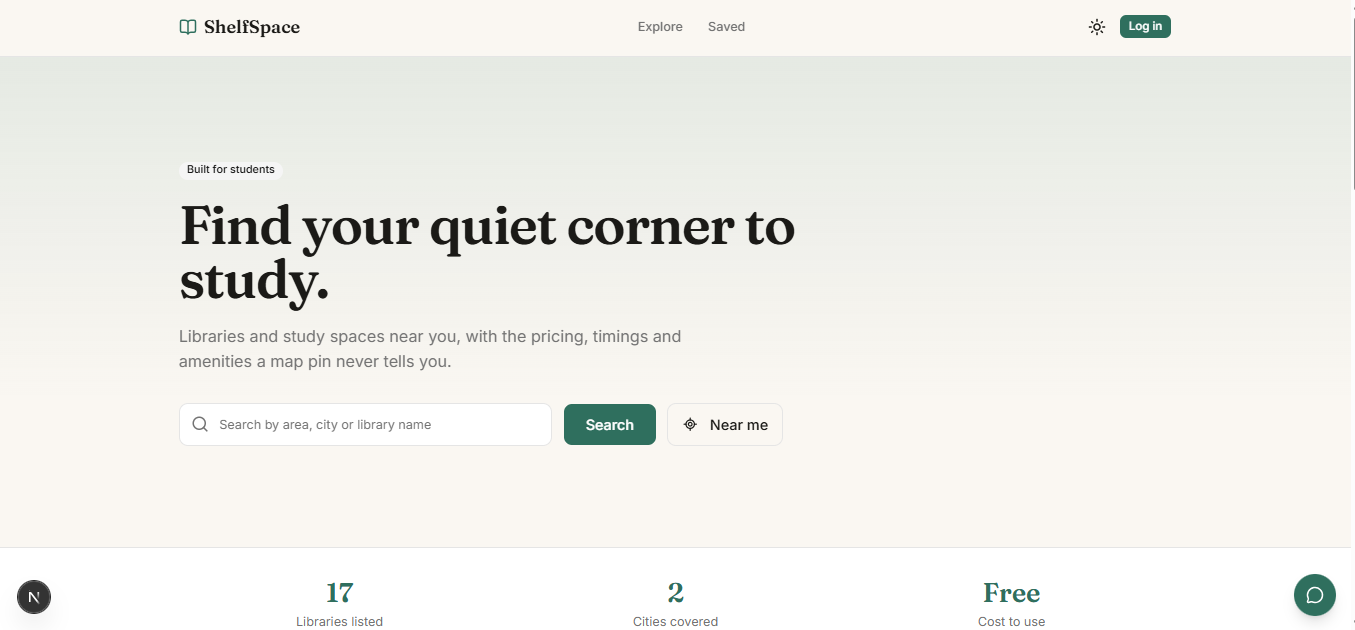 ShelfSpace
Explore
Saved
Log in
Built for students
Find your quiet corner to
study.
Libraries and study spaces near you, with the pricing, timings and
amenities a map pin never tells you.
Search by area, city or library name
Search
Near me
17
Libraries listed
2
Cities covered
Free
Cost to use
N